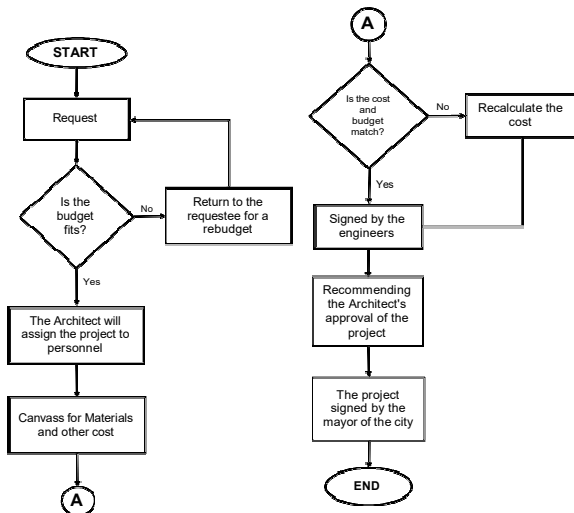 START
Request
Is the
budget
fits?
No
Return to the
requestee for a
rebudget
Yes
The Architect will
assign the project to
personnel
Canvass for Materials
and other cost
A
A
Is the cost
and
budget
match?
No
Recalculate the
cost
Yes
Signed by the
engineers
Recommending
the Architect's
approval of the
project
The project
signed by the
mayor of the city
END